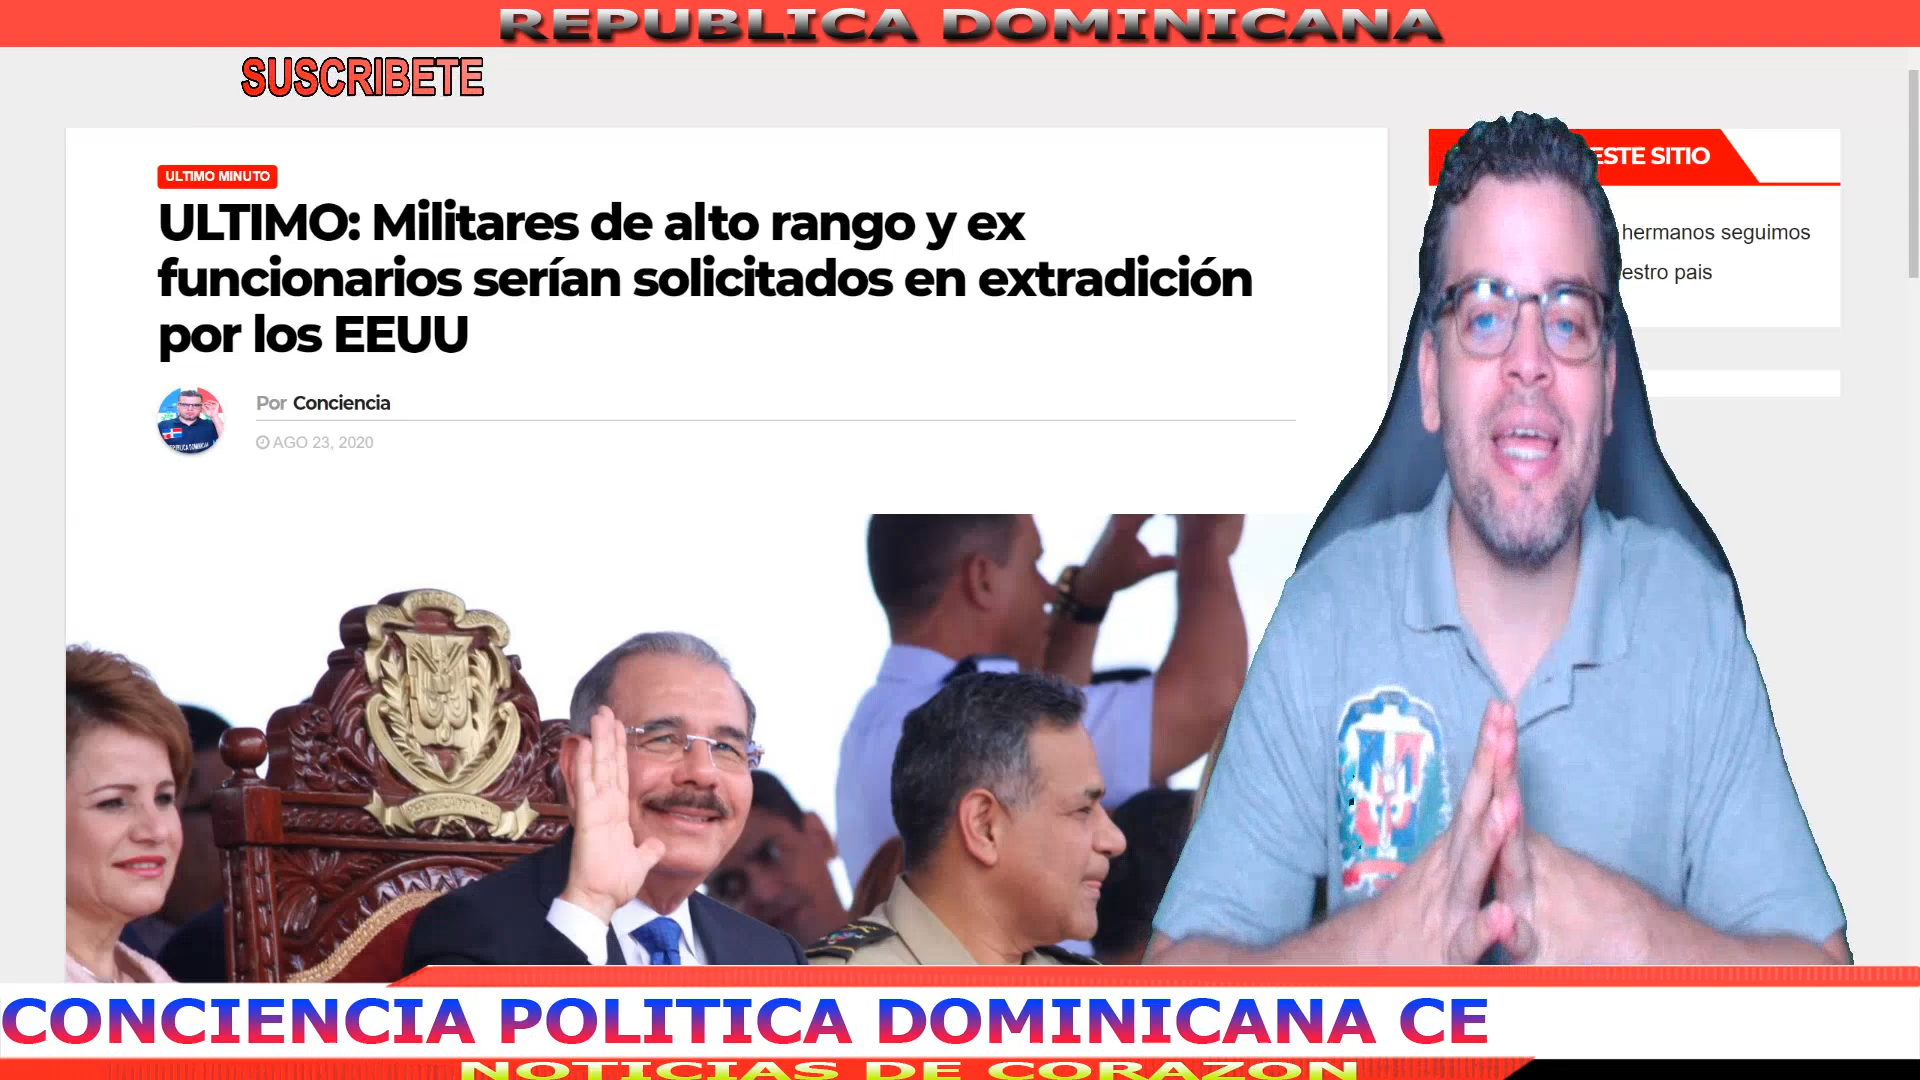 REPUBLICA DOMINICANA
SUSCRIBETE
ULTIMO MINUTO
ULTIMO: Militares de alto rango y ex
funcionarios serían solicitados en extradición
por los EEUU
Por Conciencia
AGO 23, 2020
ESTE SITIO
hermanos seguimos
estro pais
CONCIENCIA POLITICA DOMINICANA CE
NOTICIAS DE CORAZON